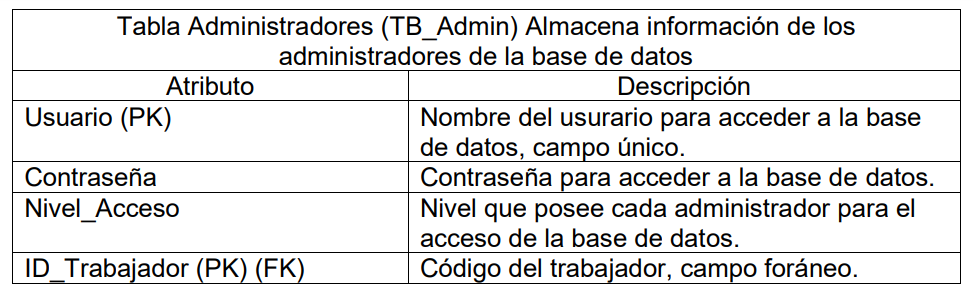 Tabla Administradores (TB_Admin) Almacena información de los
administradores de la base de datos
Atributo Descripción
Usuario (PK) Nombre del usurario para acceder a la base
de datos, campo único.
Contraseña Contraseña para acceder a la base de datos.
Nivel_Acceso Nivel que posee cada administrador para el
acceso de la base de datos.
ID_Trabajador (PK) (FK) Código del trabajador, campo foráneo.